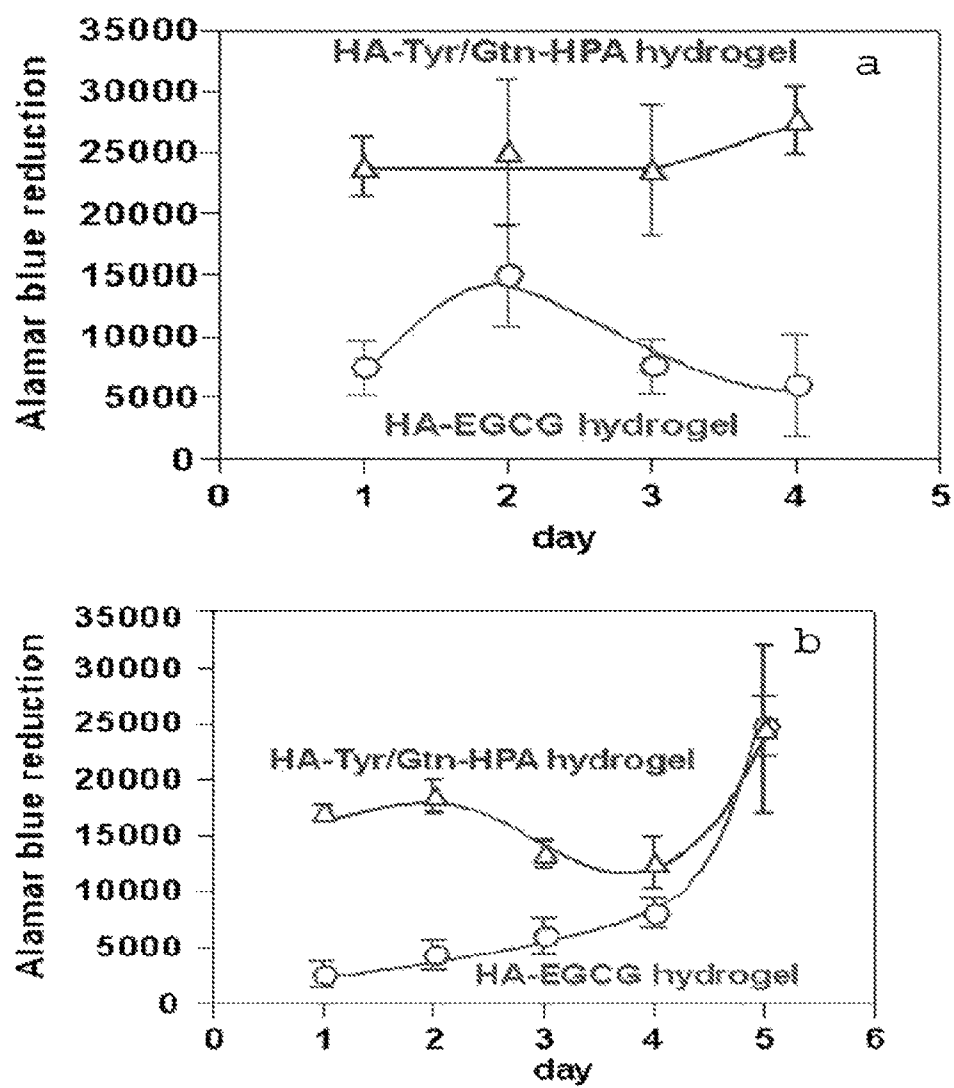 35000
30000
25000
20000
15000
10000
5000
0
Alamar blue reduction
HA-Tyr/Gtn-HPA hydrogel
a
HA-EGCG hydrogel
0 1 2 3 4 5
day
35000
30000
25000
20000
15000
10000
5000
0
Alamar blue reduction
b
HA-Tyr/Gtn-HPA hydrogel
HA-EGCG hydrogel
0 1 2 3 4 5 6
day